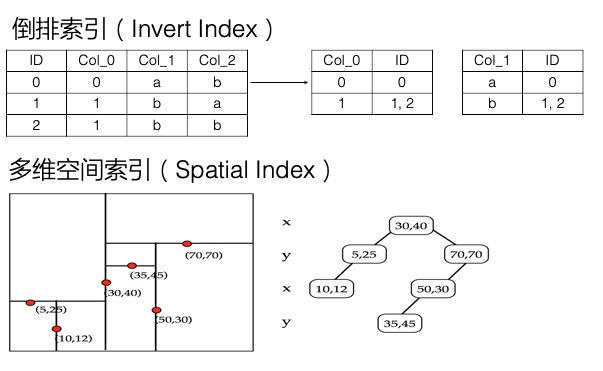 倒排索引（Invert Index）
ID Col_0 Col_1 Col_2 Col_0 ID Col_1 ID
0 0 a b 0 0 a 0
1 1 b a 1 1, 2 b 1, 2
2 1 b b
多维空间索引（Spatial Index）
x 30,40
(70,70)
y 5,25 70,70
(35,45)
(30,40)
x 10,12 50,30
(5,25)
(50,30)
y 35,45
(10,12)